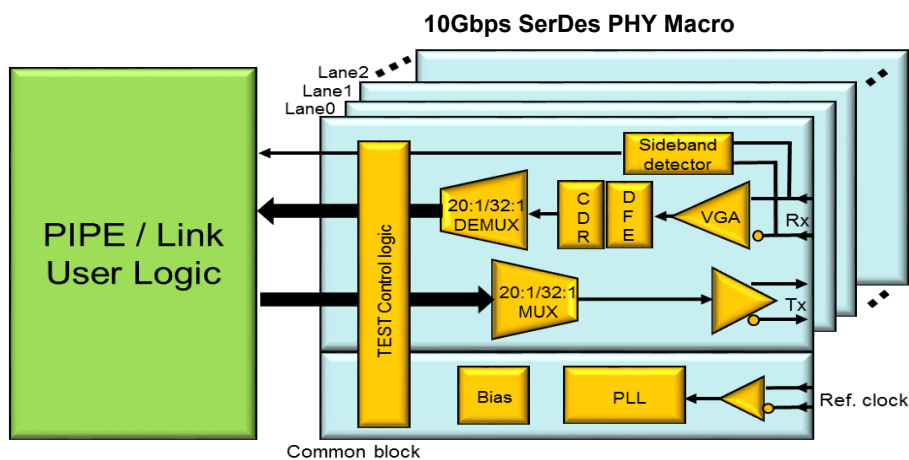 10Gbps SerDes PHY Macro
Lane2
Lane1
Lane0
PIPE / Link
User Logic
TEST Control logic
Sideband
detector
20:1/32:1
DEMUX
C
D
R
D
F
E
VGA
Rx
20:1/32:1
MUX
Tx
Bias
PLL
Ref. clock
Common block